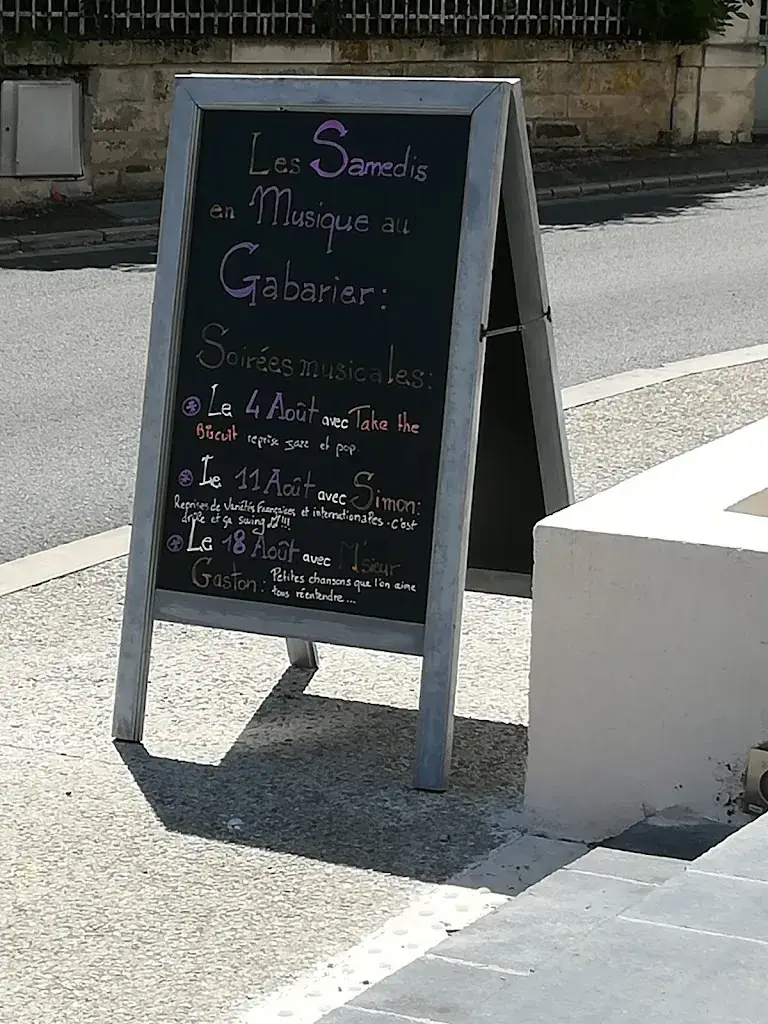 Les Samedis
en Musique au
Gabarier :
Soirées musicales :
Le 4 Août avec Take the
Biscuit reprise jazz et pop
Le 11 Août avec Simon :
Reprises de Variétés Françaises et internationales. c'est
drôle et ça swing !!!
Le 18 Août avec M'sieur
Gaston : Petites chansons que l'on aime
tous réentendre ...